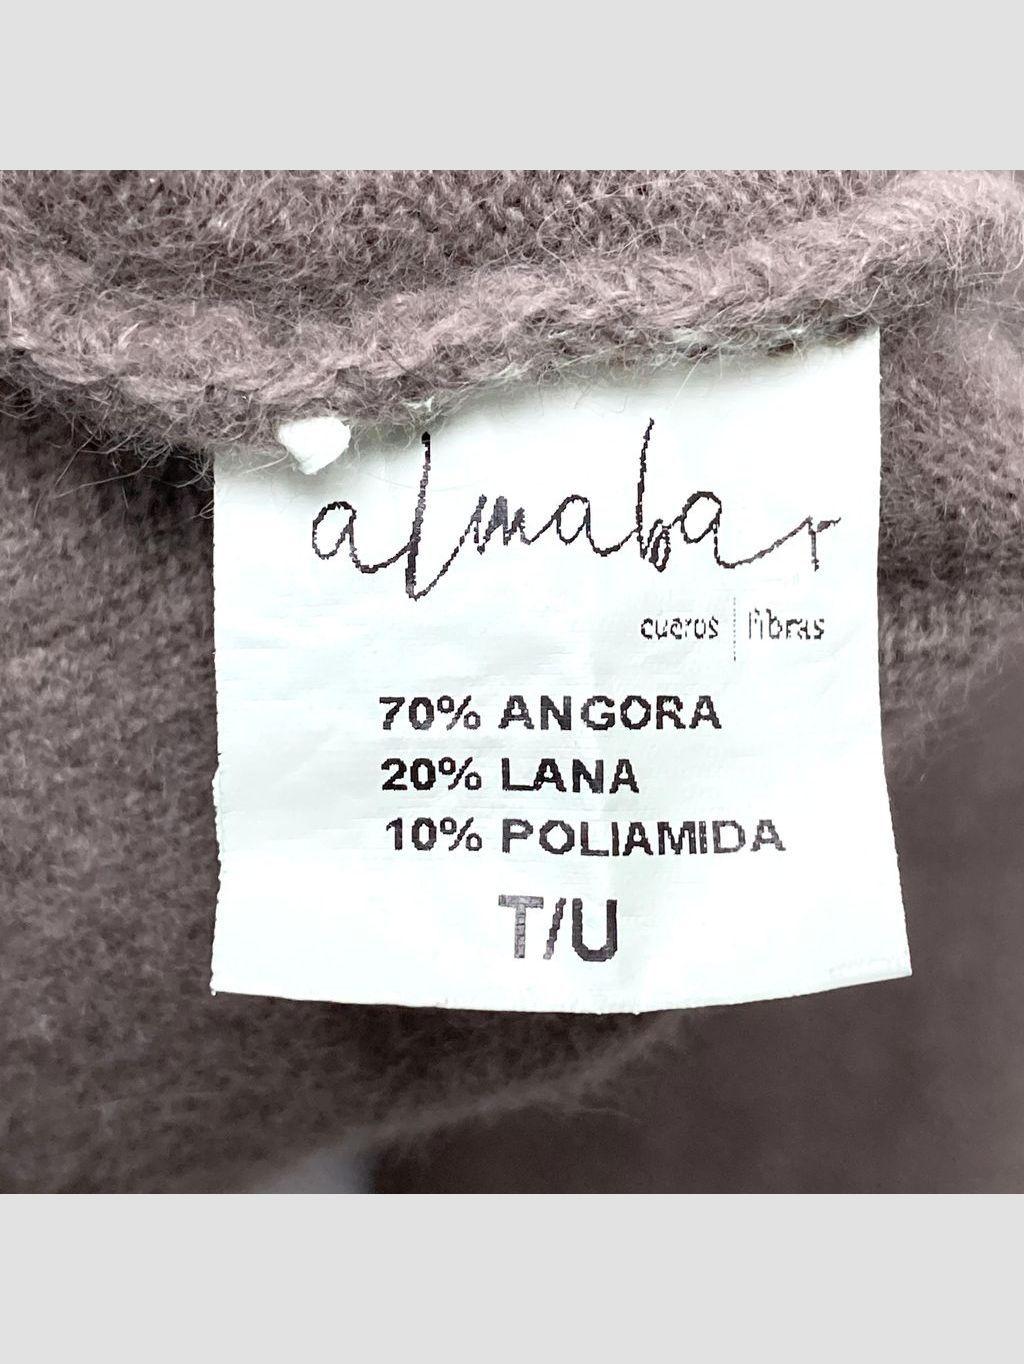 almabar
cueros | fibras
70% ANGORA
20% LANA
10% POLIAMIDA
T/U